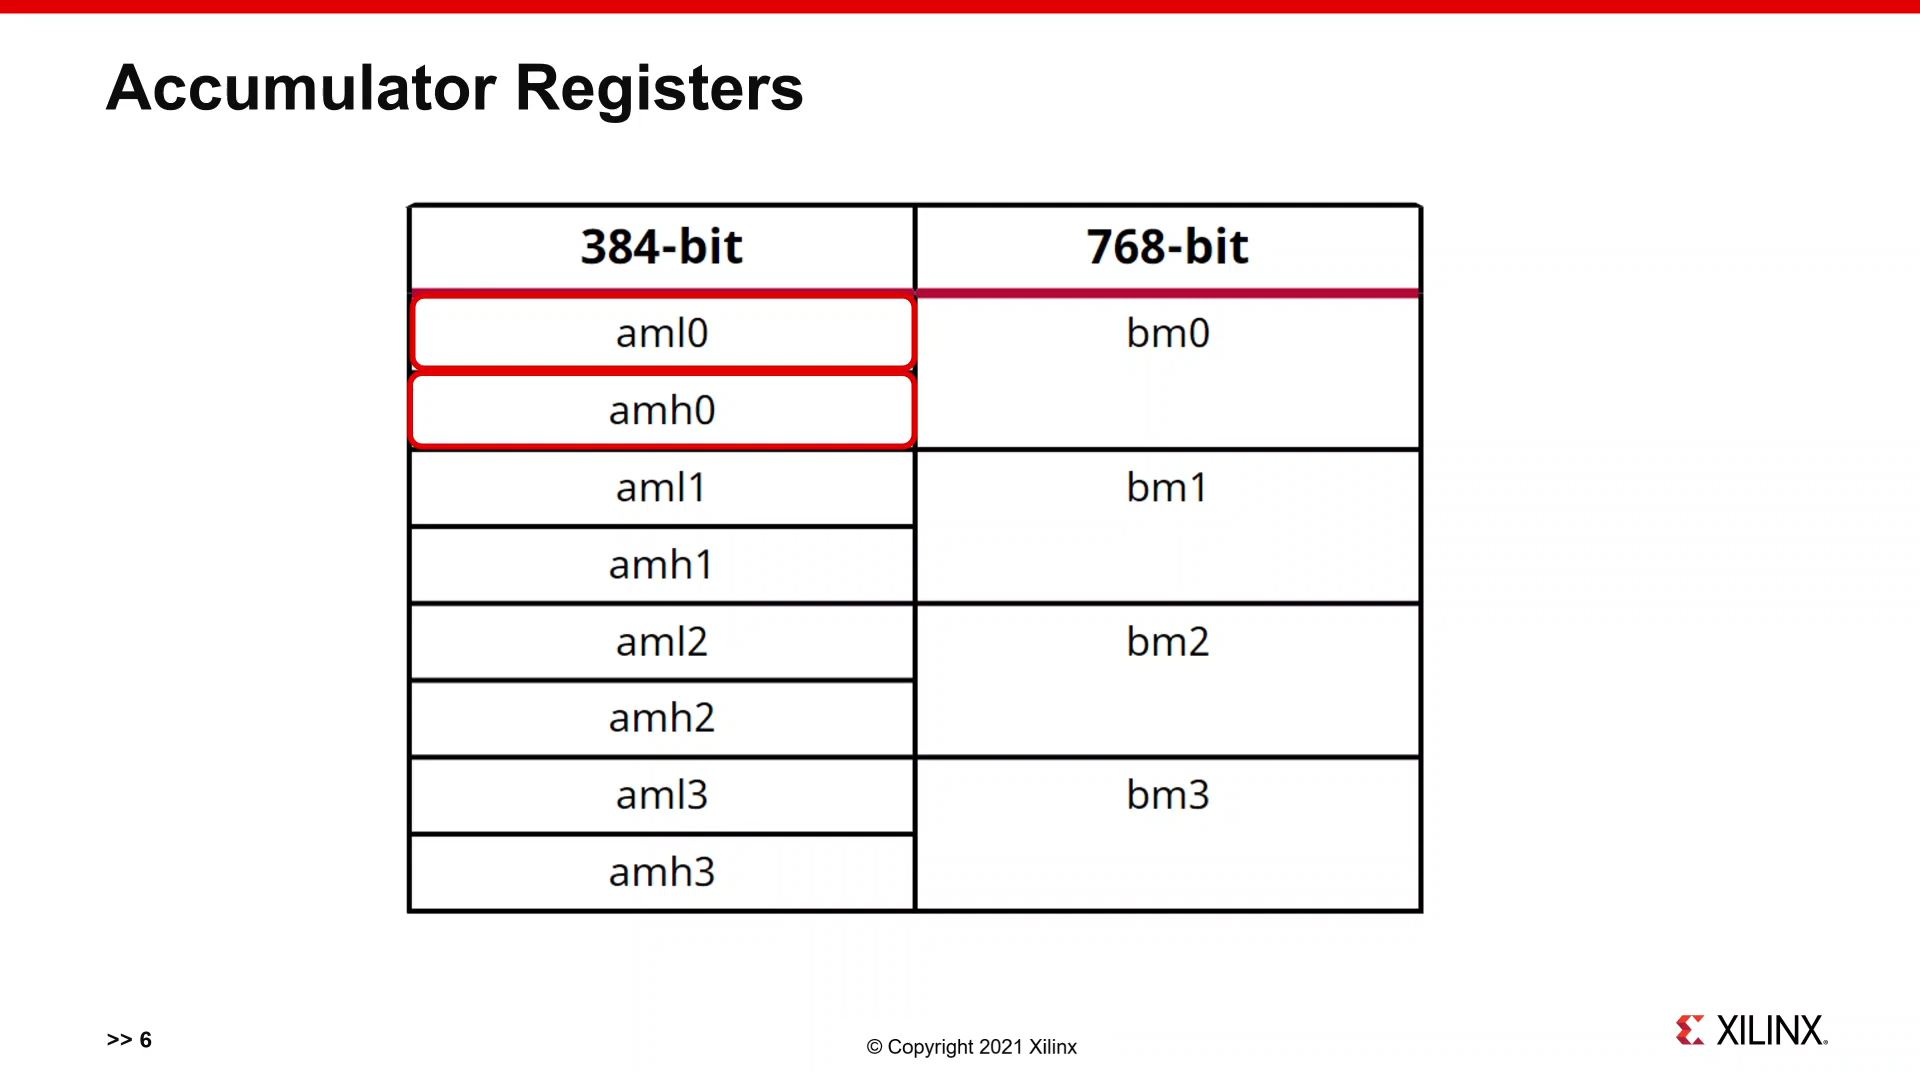 Accumulator Registers
384-bit 768-bit
aml0 bm0
amh0
aml1 bm1
amh1
aml2 bm2
amh2
aml3 bm3
amh3
>> 6
© Copyright 2021 Xilinx
XILINX.